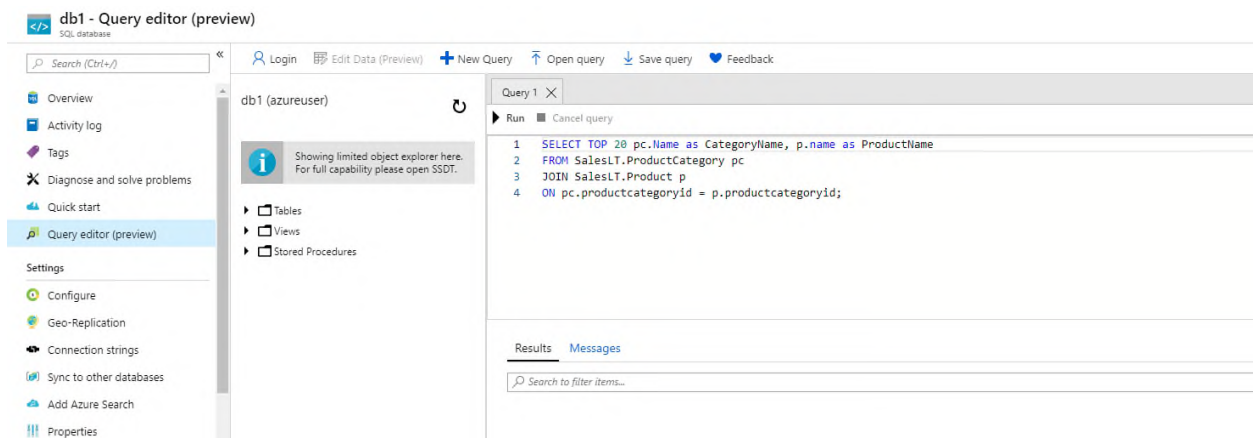 db1 - Query editor (preview)
SQL database
Search (Ctrl+/)
«
Overview
Activity log
Tags
Diagnose and solve problems
Quick start
Query editor (preview)
Settings
Configure
Geo-Replication
Connection strings
Sync to other databases
Add Azure Search
Properties
Login
Edit Data (Preview)
New Query
Open query
Save query
Feedback
db1 (azureuser)
Showing limited object explorer here.
For full capability please open SSDT.
Tables
Views
Stored Procedures
Query 1
Run
Cancel query
1 SELECT TOP 20 pc.Name as CategoryName, p.name as ProductName
2 FROM SalesLT.ProductCategory pc
3 JOIN SalesLT.Product p
4 ON pc.productcategoryid = p.productcategoryid;
Results
Messages
Search to filter items...